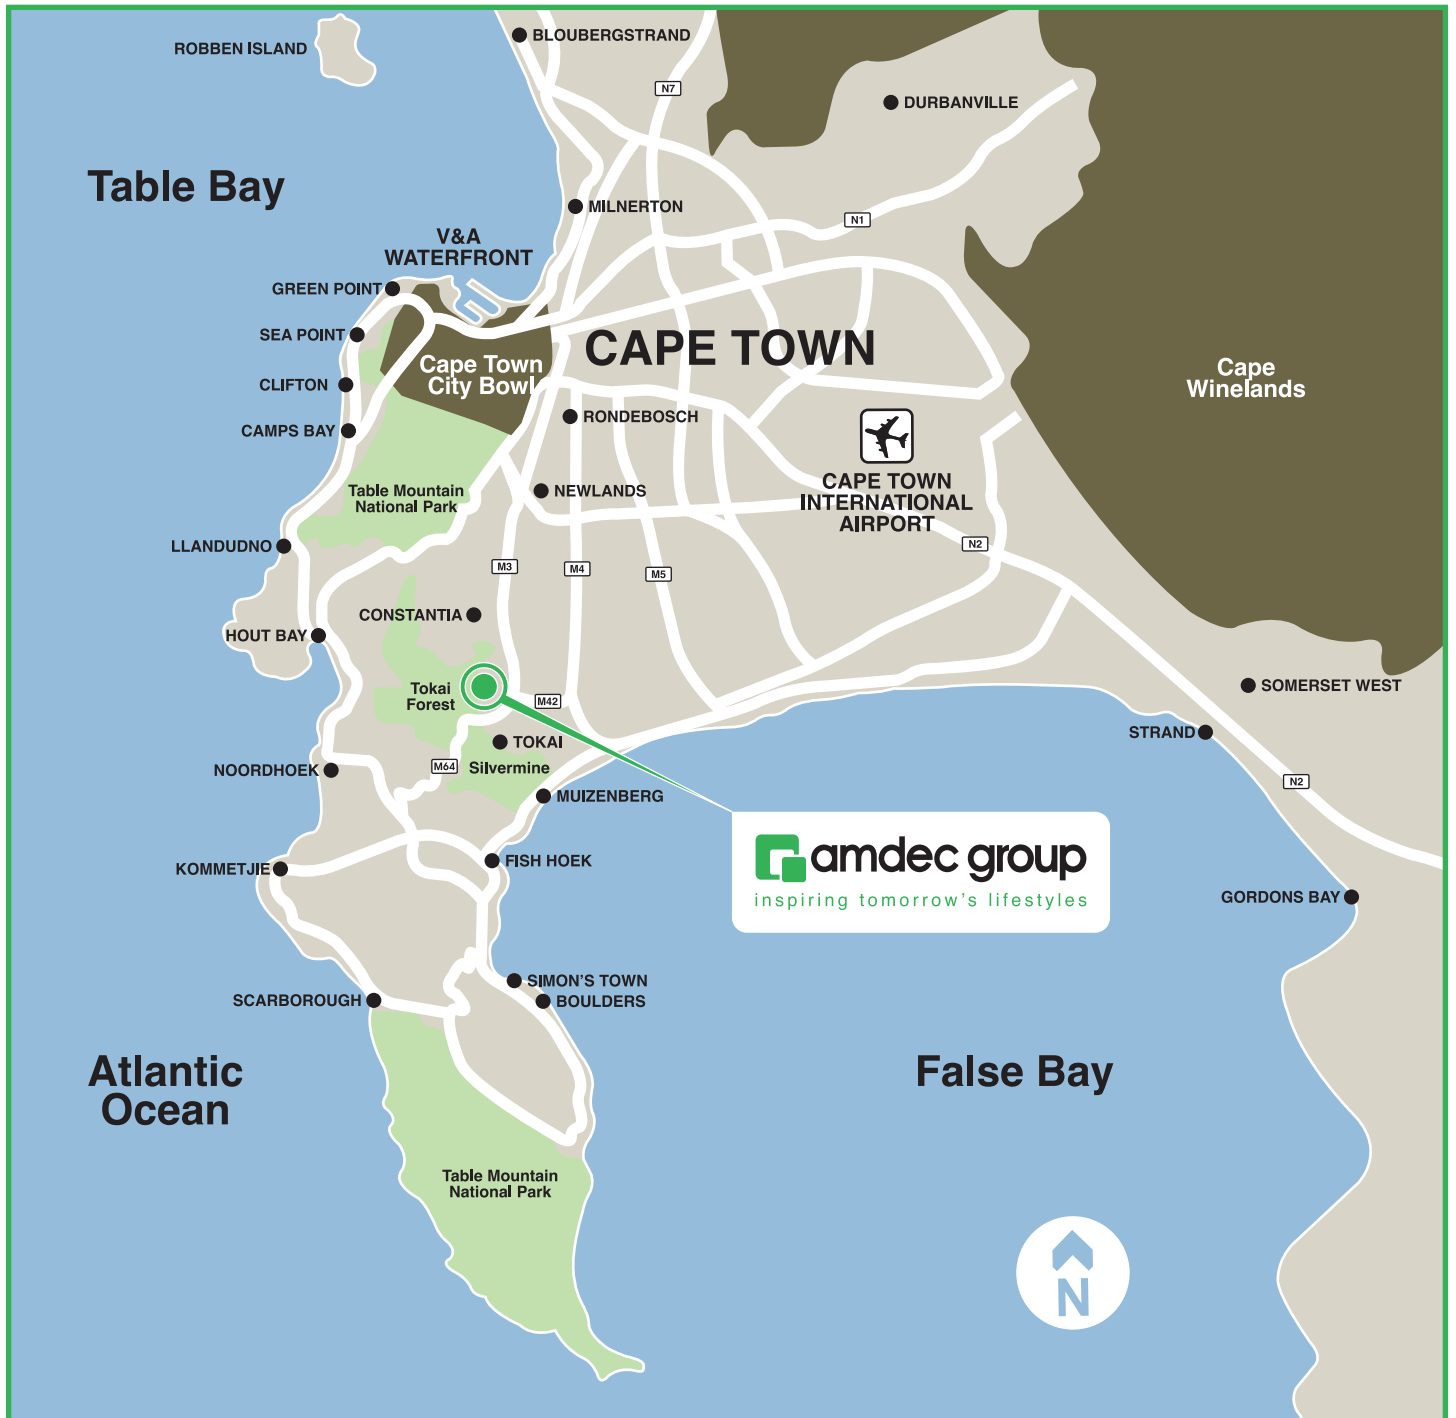 BLOUBERGSTRAND
ROBBEN ISLAND
N7
DURBANVILLE
Table Bay
MILNERTON
N1
V&A
WATERFRONT
GREEN POINT
SEA POINT
CAPE TOWN
Cape Town
City Bowl
Cape
Winelands
CLIFTON
CAMPS BAY
RONDEBOSCH
Table Mountain
National Park
NEWLANDS
CAPE TOWN
INTERNATIONAL
AIRPORT
LLANDUDNO
N2
M3
M4
M5
CONSTANTIA
HOUT BAY
Tokai
Forest
M42
SOMERSET WEST
TOKAI
STRAND
NOORDHOEK
M64
Silvermine
N2
MUIZENBERG
amdec group
inspiring tomorrow's lifestyles
KOMMETJIE
FISH HOEK
GORDONS BAY
SIMON'S TOWN
SCARBOROUGH
BOULDERS
Atlantic
Ocean
False Bay
Table Mountain
National Park
N